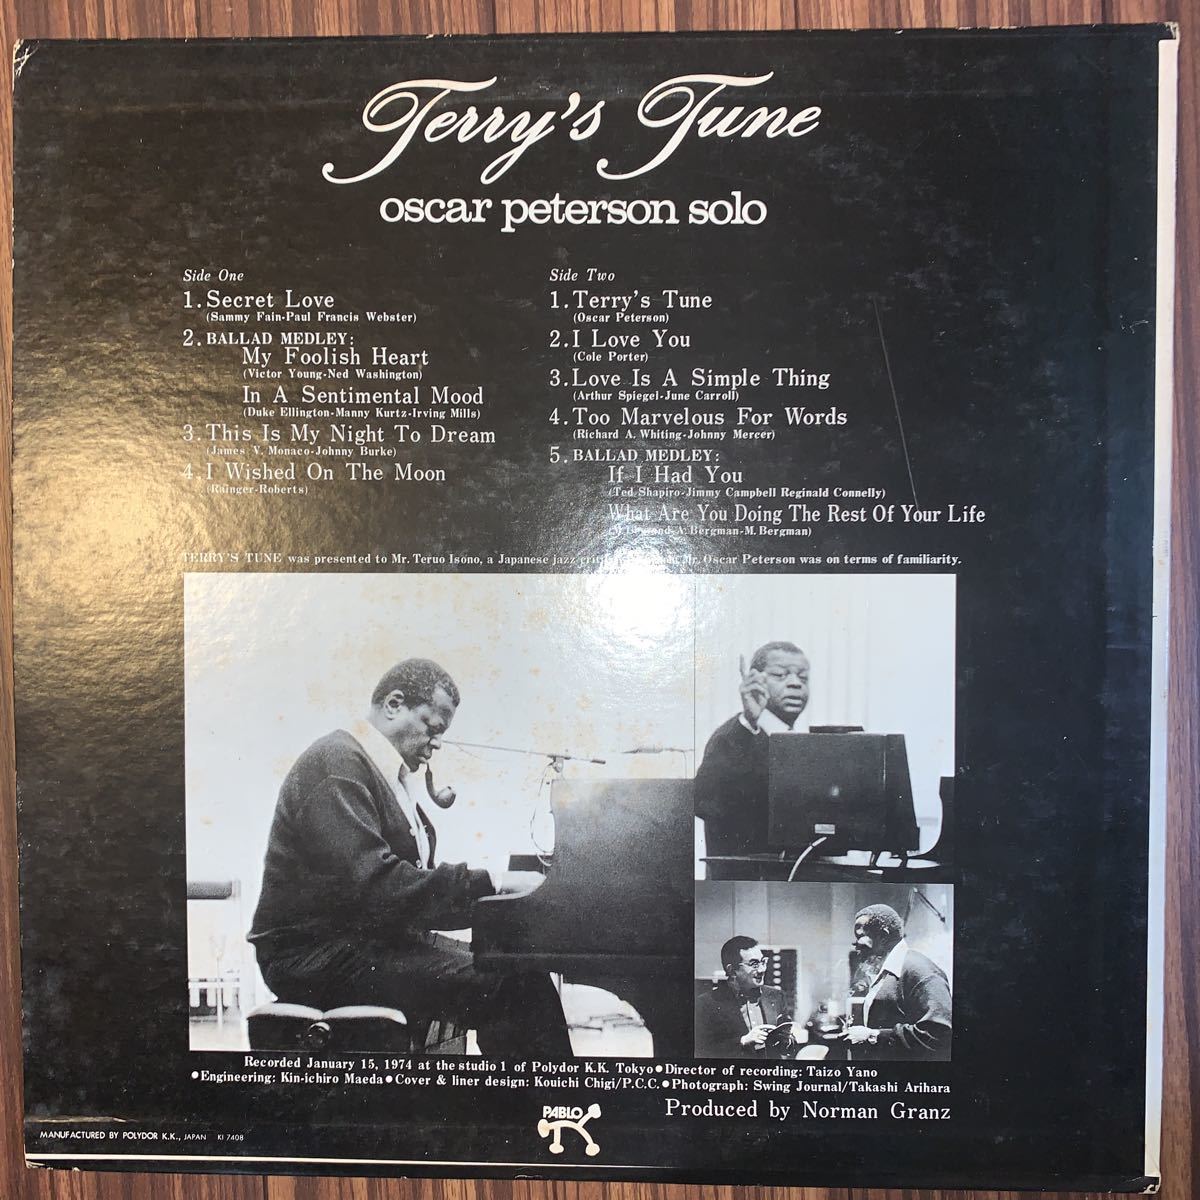 Terry's Tune
oscar peterson solo
Side One
1. Secret Love
(Sammy Fain-Paul Francis Webster)
2. BALLAD MEDLEY:
My Foolish Heart
(Victor Young-Ned Washington)
In A Sentimental Mood
(Duke Ellington-Manny Kurtz-Irving Mills)
3. This Is My Night To Dream
(James V. Monaco-Johnny Burke)
4. I Wished On The Moon
(Rainger-Roberts)
Side Two
1. Terry's Tune
(Oscar Peterson)
2. I Love You
(Cole Porter)
3. Love Is A Simple Thing
(Arthur Spiegel-June Carroll)
4. Too Marvelous For Words
(Richard A. Whiting-Johnny Mercer)
5. BALLAD MEDLEY:
If I Had You
(Ted Shapiro-Jimmy Campbell Reginald Connelly)
What Are You Doing The Rest Of Your Life
A. Bergman-M. Bergman)
TERRY'S TUNE was presented to Mr. Teruo Isono, a Japanese jazz Mr. Oscar Peterson was on terms of familiarity.
Recorded January 15, 1974 at the studio 1 of Polydor K.K. Tokyo●Director of recording: Taizo Yano
●Engineering: Kin-ichiro Maeda●Cover & liner design: Kouichi Chigi/P.C.C.●Photograph: Swing Journal/Takashi Arihara
PABLO
Produced by Norman Granz
MANUFACTURED BY POLYDOR K.K., JAPAN KI 7408